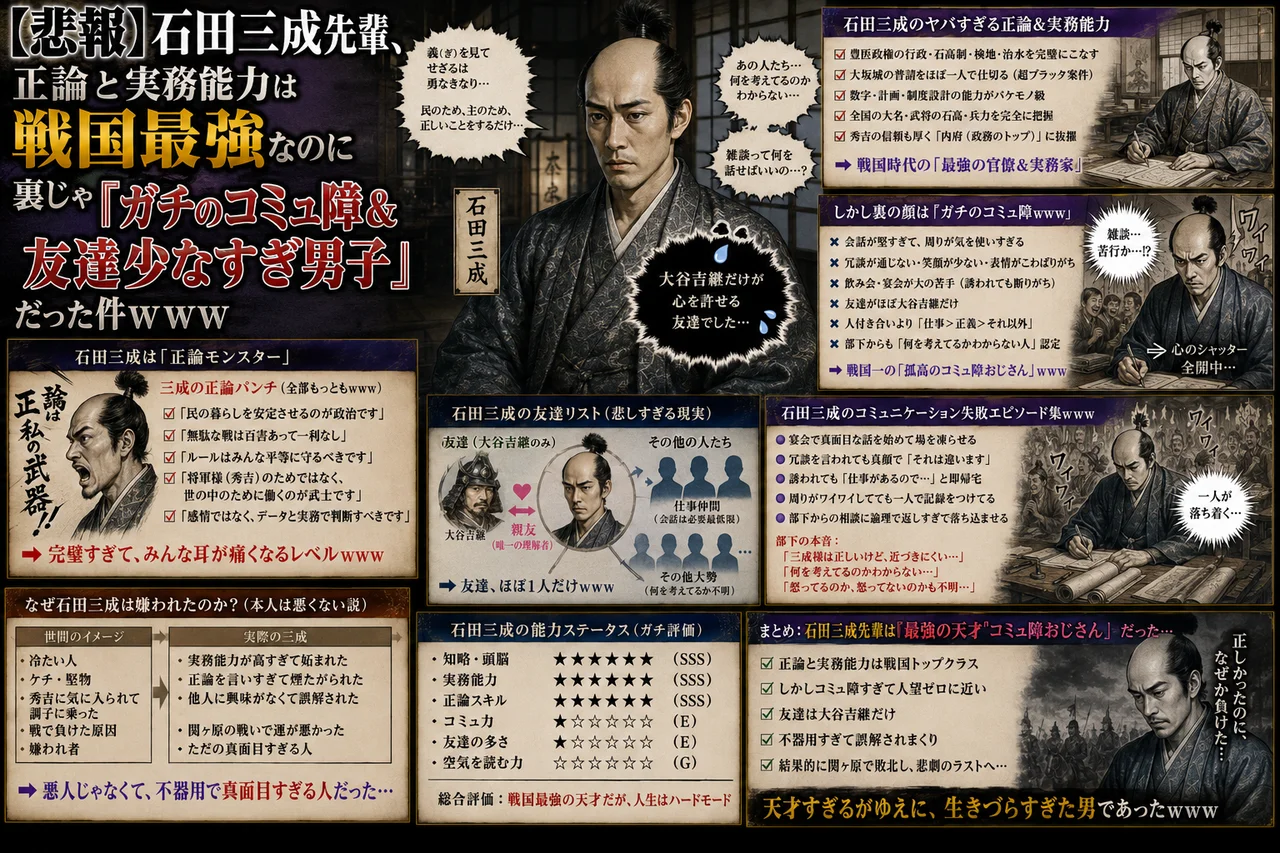 【悲報】石田三成先輩、
正論と実務能力は
戦国最強なのに
裏じゃ『ガチのコミュ障&
友達少なすぎ男子』
だった件www
義(ぎ)を見て
せざるは
勇なきなり…
民のため、主のため、
正しいことをするだけ…
あの人たち…
何を考えてるのか
わからない…
雑談って何を
話せばいいの…?
石田三成
大谷吉継だけが
心を許せる
友達でした…
石田三成のヤバすぎる正論&実務能力
☑ 豊臣政権の行政・石高制・検地・治水を完璧にこなす
☑ 大坂城の普請をほぼ一人で仕切る(超ブラック案件)
☑ 数字・計画・制度設計の能力がバケモノ級
☑ 全国の大名・武将の石高・兵力を完全に把握
☑ 秀吉の信頼も厚く「内府(政務のトップ)」に抜擢
➡ 戦国時代の「最強の官僚&実務家」
しかし裏の顔は「ガチのコミュ障www」
✖ 会話が堅すぎて、周りが気を使いすぎる
✖ 冗談が通じない・笑顔が少ない・表情がこわばりがち
✖ 飲み会・宴会が大の苦手(誘われても断りがち)
✖ 友達がほぼ大谷吉継だけ
✖ 人付き合いより「仕事>正義>それ以外」
✖ 部下からも「何を考えてるかわからない人」認定
➡ 戦国一の「孤高のコミュ障おじさん」www
雑談…
苦行か…!?
ワイワイ
⇒ 心のシャッター
全開中…
石田三成は「正論モンスター」
正論は
私の武器!!
三成の正論パンチ(全部もっともwww)
☑ 「民の暮らしを安定させるのが政治です」
☑ 「無駄な戦は百害あって一利なし」
☑ 「ルールはみんな平等に守るべきです」
☑ 「将軍様(秀吉)のためではなく、
世の中のために働くのが武士です」
☑ 「感情ではなく、データと実務で判断すべきです」
➡ 完璧すぎて、みんな耳が痛くなるレベルwww
石田三成の友達リスト(悲しすぎる現実)
友達(大谷吉継のみ)
大谷吉継
親友
(唯一の理解者)
その他の人たち
仕事仲間
(会話は必要最低限)
…
その他大勢
(何を考えてるか不明)
➡ 友達、ほぼ1人だけwww
石田三成のコミュニケーション失敗エピソード集www
● 宴会で真面目な話を始めて場を凍らせる
● 冗談を言われても真顔で「それは違います」
● 誘われても「仕事があるので…」と即帰宅
● 周りがワイワイしてても一人で記録をつけてる
● 部下からの相談に論理で返しすぎて落ち込ませる
部下の本音:
「三成様は正しいけど、近づきにくい…」
「何を考えてるのかわからない…」
「怒ってるのか、怒ってないのかも不明…」
ワイワイ
ワイワイ
一人が
落ち着く…
なぜ石田三成は嫌われたのか?(本人は悪くない説)
世間のイメージ
・冷たい人
・ケチ・堅物
・秀吉に気に入られて
調子に乗った
・戦で負けた原因
・嫌われ者
実際の三成
・実務能力が高すぎて妬まれた
・正論を言いすぎて煙たがられた
・他人に興味がなくて誤解された
・関ヶ原の戦いで運が悪かった
・ただの真面目すぎる人
➡ 悪人じゃなくて、不器用で真面目すぎる人だった…
石田三成の能力ステータス(ガチ評価)
・知略・頭脳 ★★★★★★ (SSS)
・実務能力 ★★★★★★ (SSS)
・正論スキル ★★★★★★ (SSS)
・コミュ力 ★☆☆☆☆☆ (E)
・友達の多さ ★☆☆☆☆☆ (E)
・空気を読む力 ☆☆☆☆☆☆ (G)
総合評価:戦国最強の天才だが、人生はハードモード
まとめ:石田三成先輩は『最強の天才"コミュ障おじさん」だった…
☑ 正論と実務能力は戦国トップクラス
☑ しかしコミュ障すぎて人望ゼロに近い
☑ 友達は大谷吉継だけ
☑ 不器用すぎて誤解されまくり
☑ 結果的に関ヶ原で敗北し、悲劇のラストへ…
正しかったのに、
なぜか負けた…
天才すぎるがゆえに、生きづらすぎた男であったwww